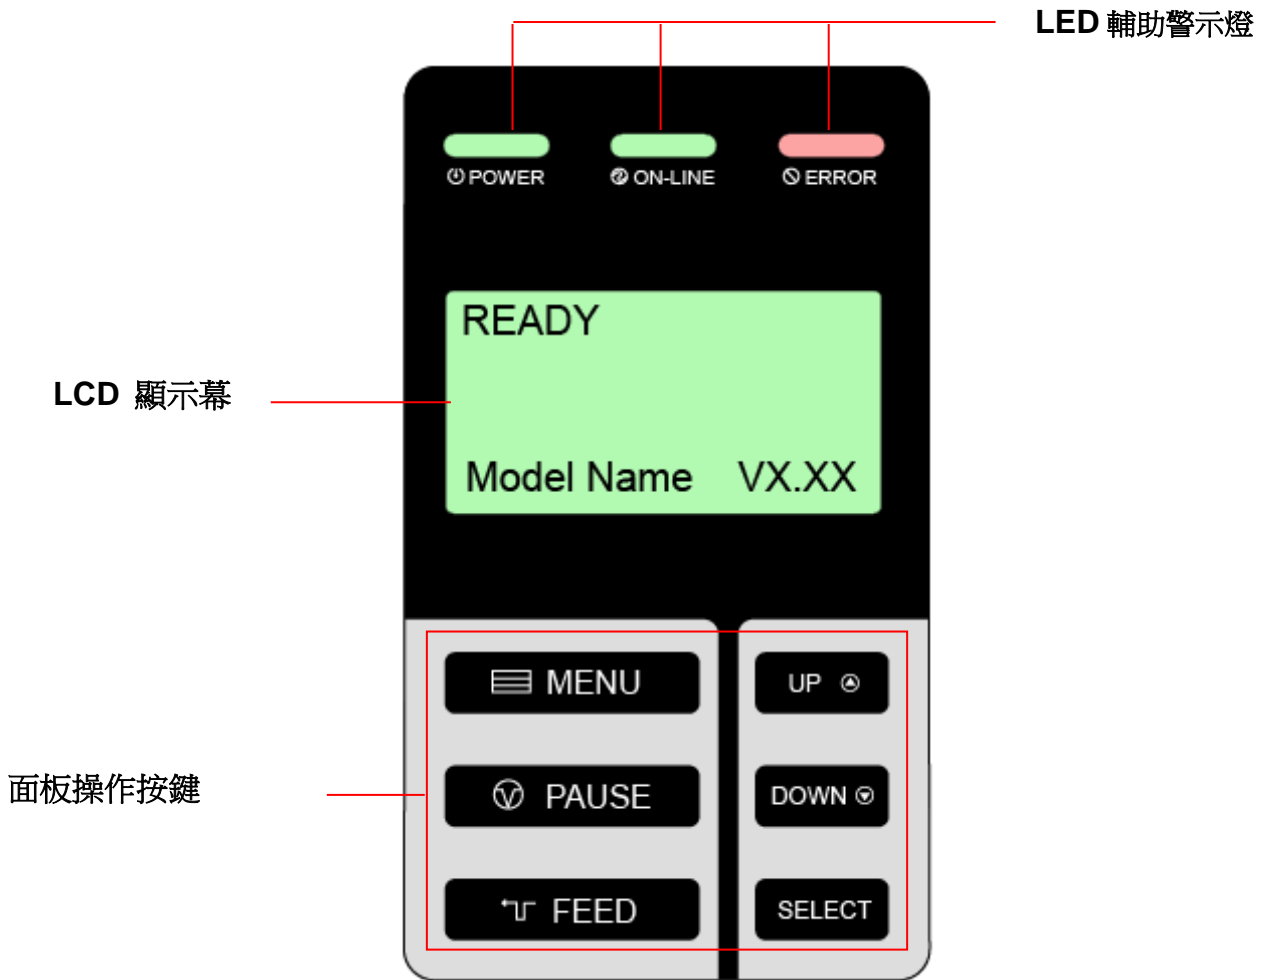 LED 輔助警示燈
POWER ON-LINE ERROR
READY
LCD 顯示幕
Model Name VX.XX
MENU UP
面板操作按鍵
PAUSE DOWN
FEED SELECT